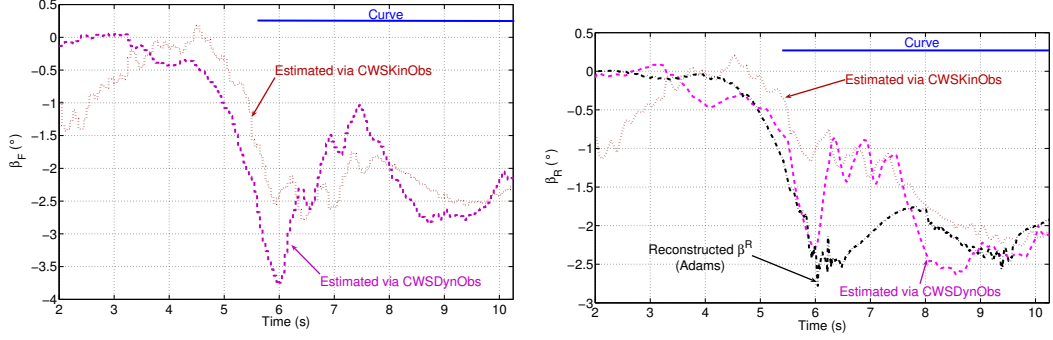 0.5
0
−0.5
−1
−1.5
−2
−2.5
−3
−3.5
−4
β_F (°)
Curve
Estimated via CWSKinObs
Estimated via CWSDynObs
2 3 4 5 6 7 8 9 10
Time (s)
0.5
0
−0.5
−1
−1.5
−2
−2.5
−3
β_R (°)
Curve
Estimated via CWSKinObs
Reconstructed β^R
(Adams)
Estimated via CWSDynObs
2 3 4 5 6 7 8 9 10
Time (s)